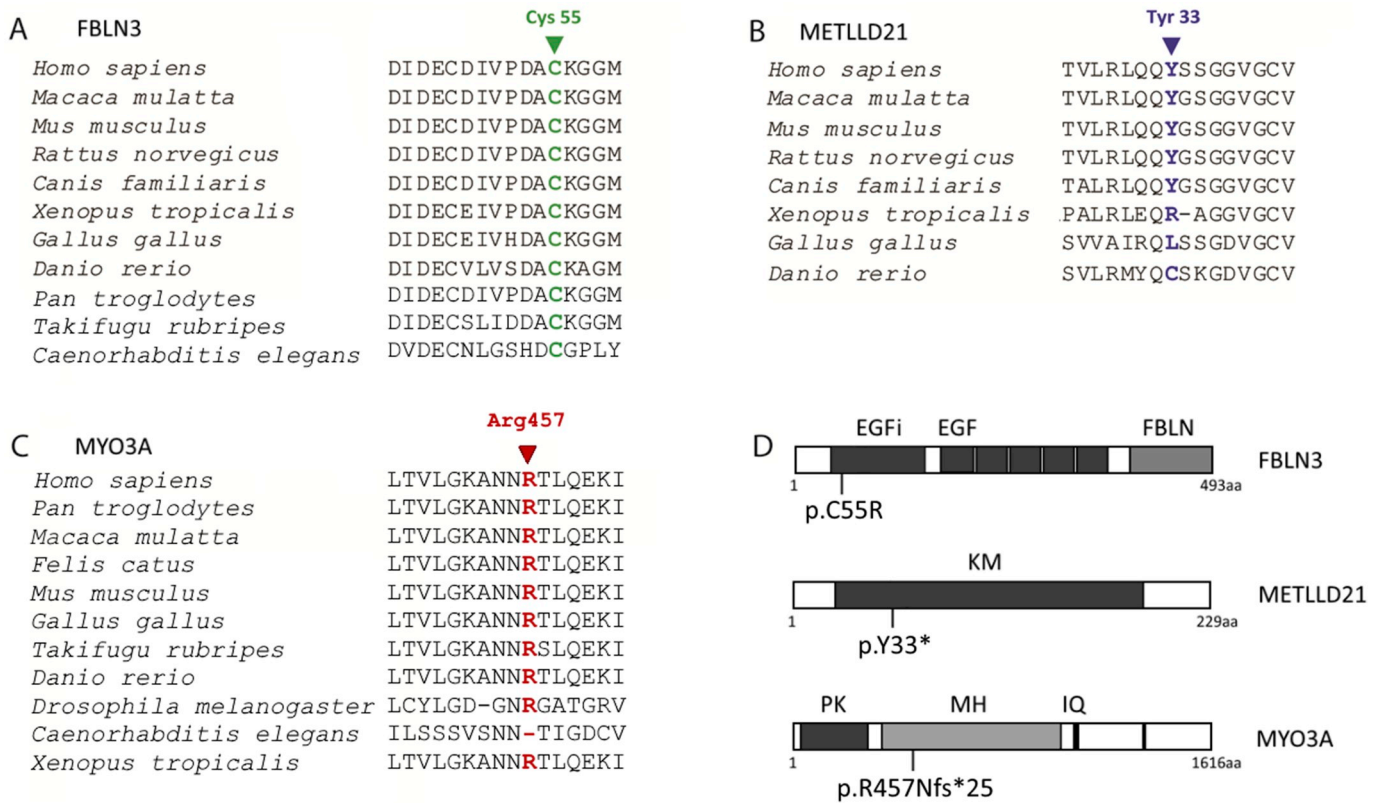 A FBLN3
Cys 55
Homo sapiens DIDECDIVPDACKGGM
Macaca mulatta DIDECDIVPDACKGGM
Mus musculus DIDECDIVPDACKGGM
Rattus norvegicus DIDECDIVPDACKGGM
Canis familiaris DIDECDIVPDACKGGM
Xenopus tropicalis DIDECEIVPDACKGGM
Gallus gallus DIDECEIVHDACKGGM
Danio rerio DIDECVLVSDACKAGM
Pan troglodytes DIDECDIVPDACKGGM
Takifugu rubripes DIDECSLIDDACKGGM
Caenorhabditis elegans DVDECNLGSHDCGPLY
B METLLD21
Tyr 33
Homo sapiens TVLRLQQYSSGGVGCV
Macaca mulatta TVLRLQQYGSGGVGCV
Mus musculus TVLRLQQYGSGGVGCV
Rattus norvegicus TVLRLQQYGSGGVGCV
Canis familiaris TALRLQQYGSGGVGCV
Xenopus tropicalis PALRLEQR-AGGVGCV
Gallus gallus SVVAIRQLSSGDVGCV
Danio rerio SVLRMYQCSKGDVGCV
C MYO3A
Arg457
Homo sapiens LTVLGKANNRTLQEKI
Pan troglodytes LTVLGKANNRTLQEKI
Macaca mulatta LTVLGKANNRTLQEKI
Felis catus LTVLGKANNRTLQEKI
Mus musculus LTVLGKANNRTLQEKI
Gallus gallus LTVLGKANNRTLQEKI
Takifugu rubripes LTVLGKANNRSLQEKI
Danio rerio LTVLGKANNRTLQEKI
Drosophila melanogaster LCYLGD-GNRGATGRV
Caenorhabditis elegans ILSSSVSNN-TIGDCV
Xenopus tropicalis LTVLGKANNRTLQEKI
D
EGFi EGF FBLN
FBLN3
1 493aa
p.C55R
KM
METLLD21
1 229aa
p.Y33*
PK MH IQ
MYO3A
1 1616aa
p.R457Nfs*25